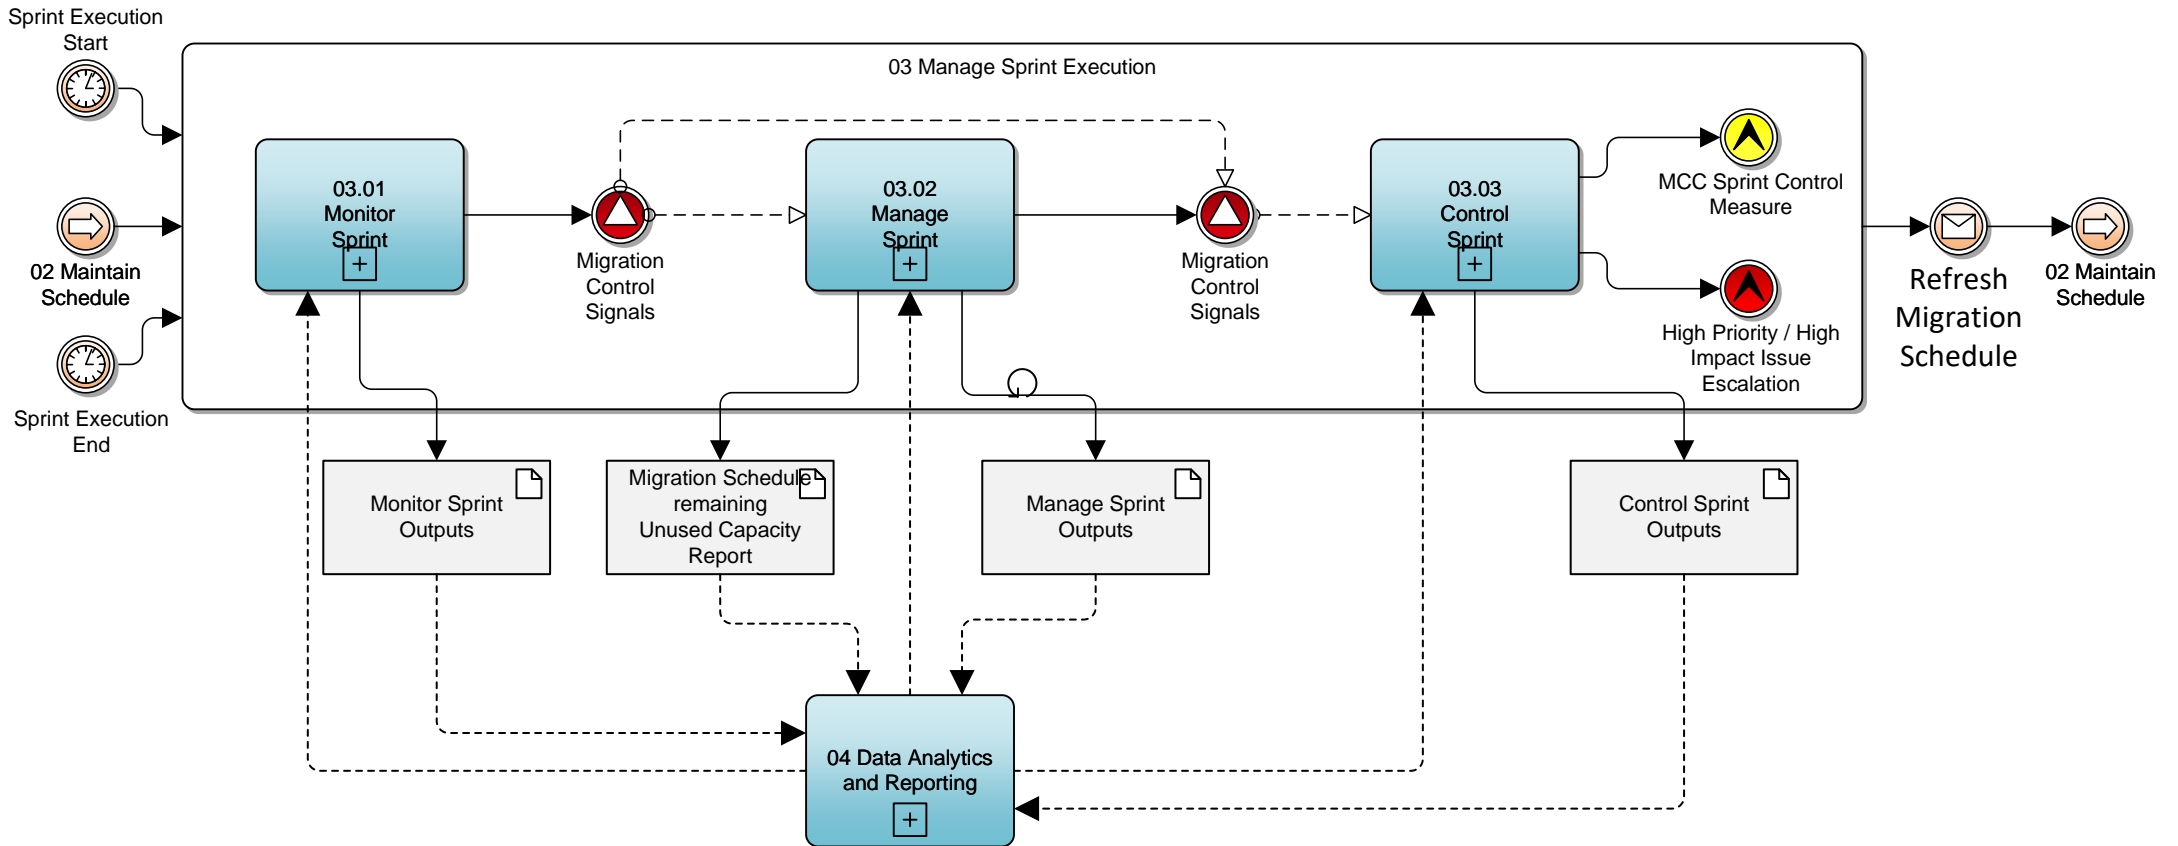 Sprint Execution
Start
03 Manage Sprint Execution
03.01
Monitor
Sprint
03.02
Manage
Sprint
03.03
Control
Sprint
MCC Sprint Control
Measure
02 Maintain
Schedule
Migration
Control
Signals
Migration
Control
Signals
High Priority / High
Impact Issue
Escalation
Refresh
Migration
Schedule
02 Maintain
Schedule
Sprint Execution
End
Monitor Sprint
Outputs
Migration Schedule
remaining
Unused Capacity
Report
Manage Sprint
Outputs
Control Sprint
Outputs
04 Data Analytics
and Reporting